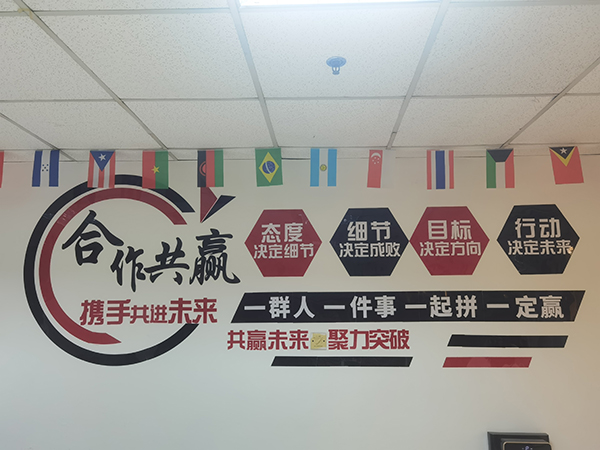 合作共赢
携手共进未来
态度
决定细节
细节
决定成败
目标
决定方向
行动
决定未来
一群人 一件事 一起拼 一定赢
共赢未来 聚力突破